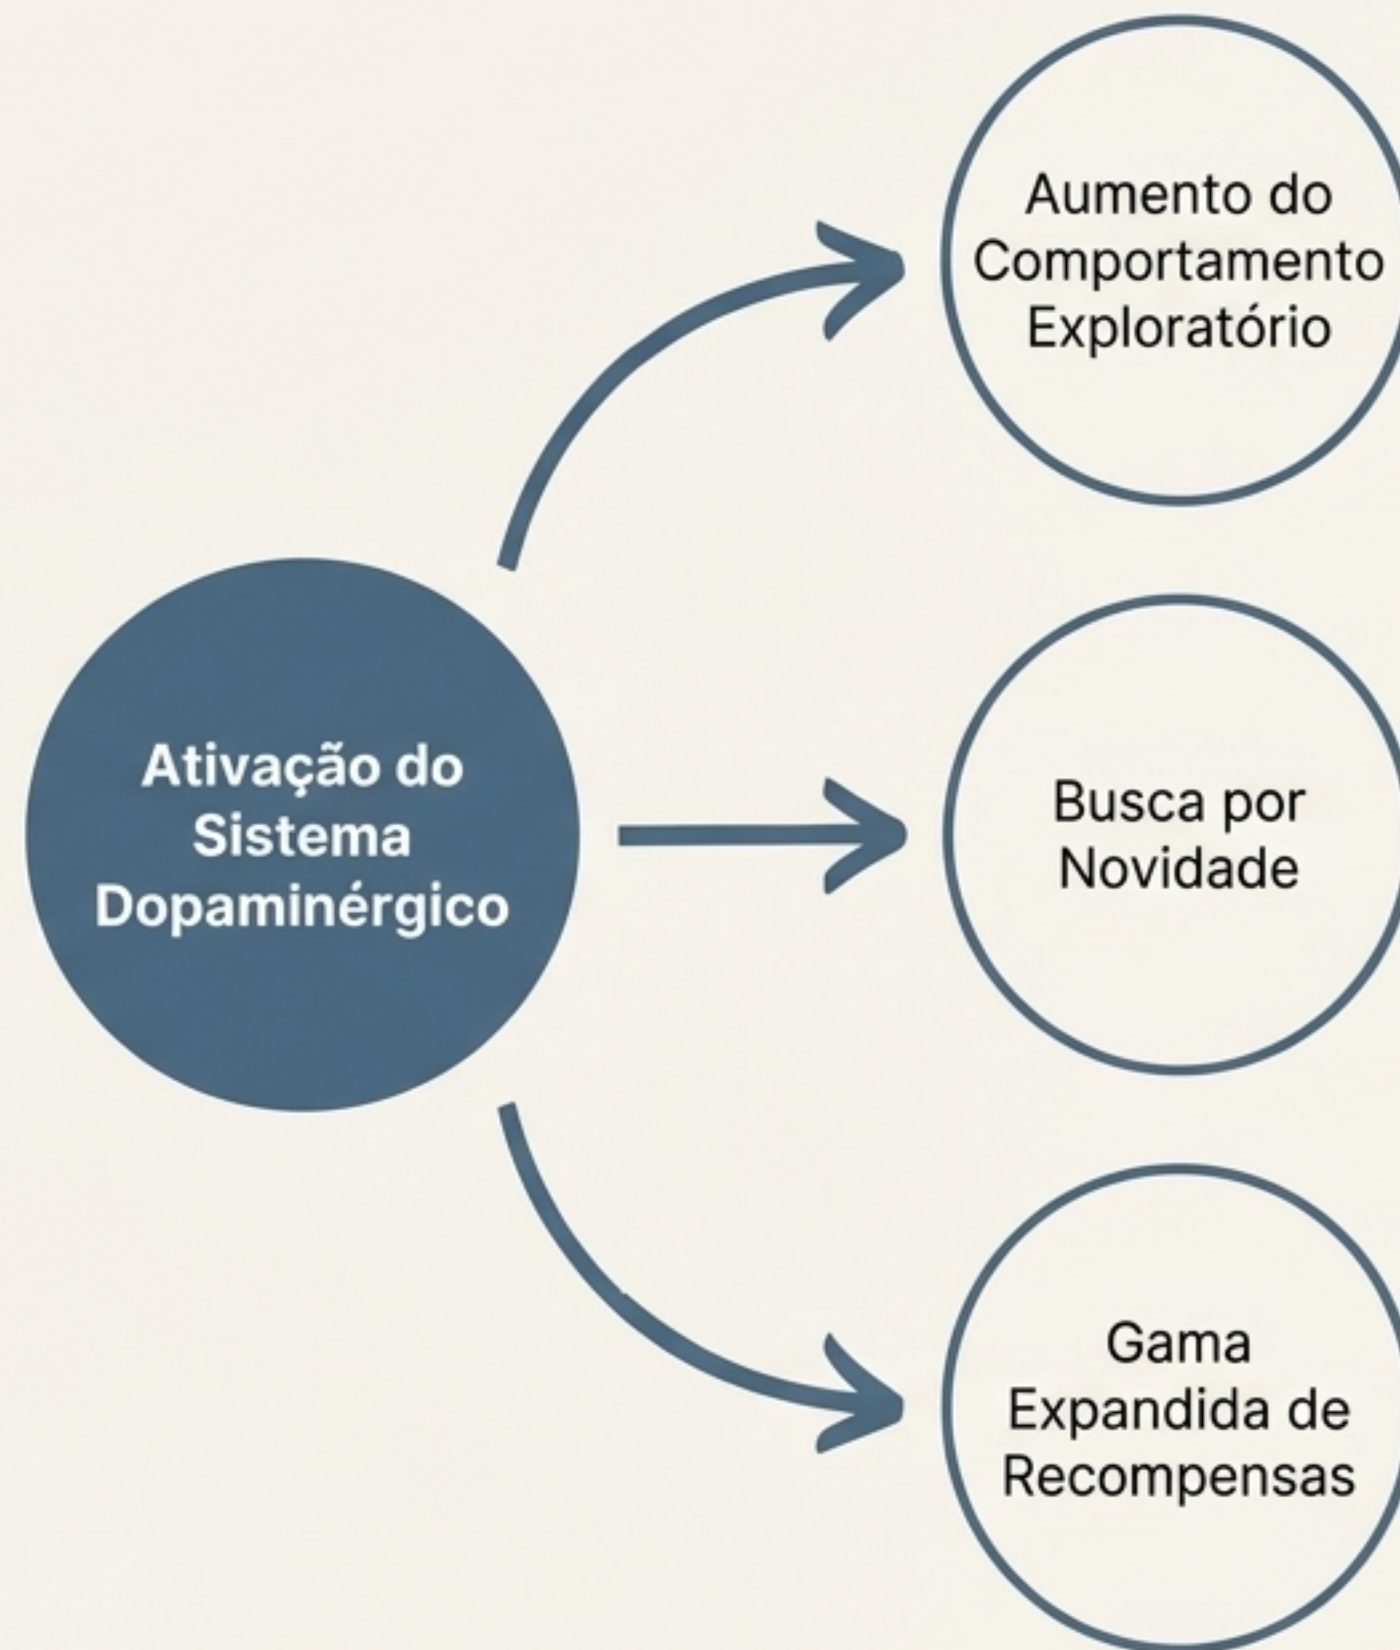 Aumento do
Comportamento
Exploratório
Ativação do
Sistema
Dopaminérgico
Busca por
Novidade
Gama
Expandida de
Recompensas